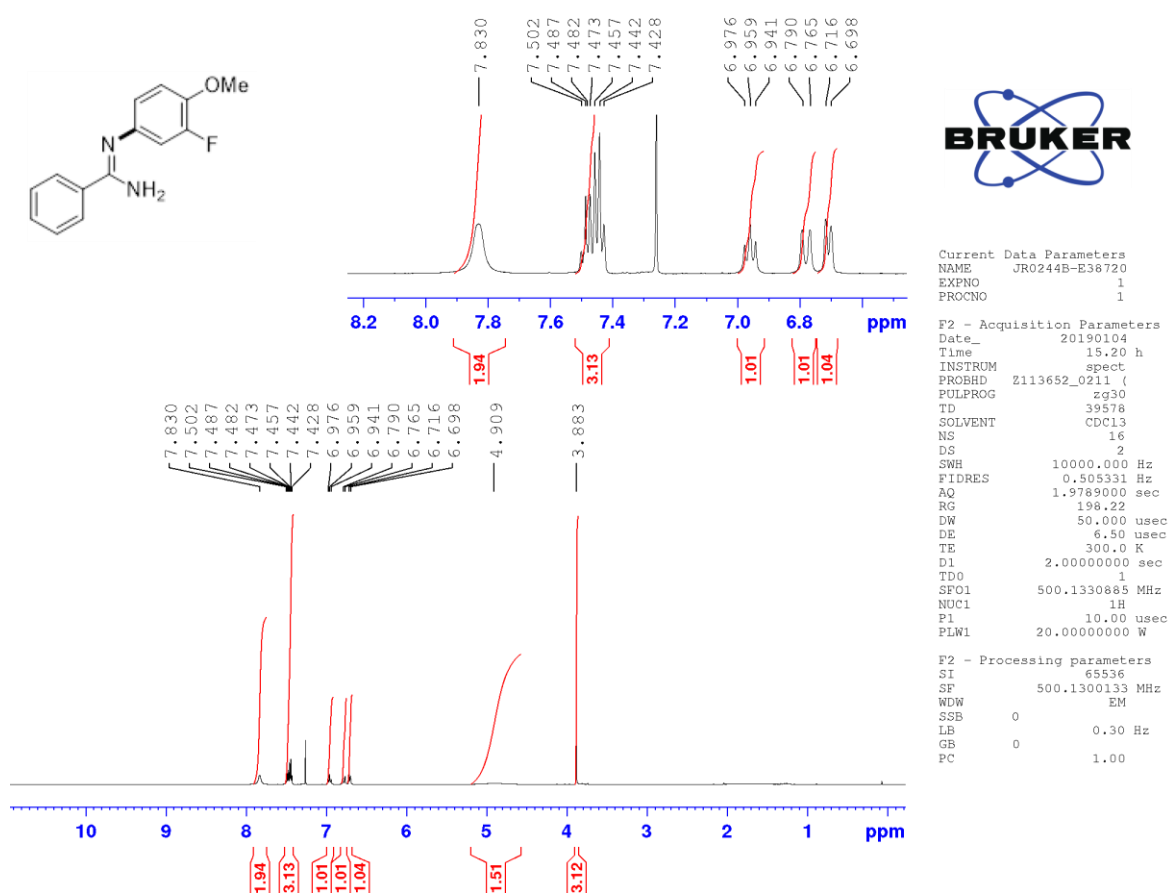 7.830
7.502
7.487
7.482
7.473
7.457
7.442
7.428
6.976
6.959
6.941
6.790
6.765
6.716
6.698
OMe
N
F
NH2
BRUKER
8.2 8.0 7.8 7.6 7.4 7.2 7.0 6.8 ppm
1.94 3.13 1.01 1.01 1.04
7.830
7.502
7.487
7.482
7.473
7.457
7.442
7.428
6.976
6.959
6.941
6.790
6.765
6.716
6.698
4.909
3.883
10 9 8 7 6 5 4 3 2 1 ppm
1.94 3.13 1.01 1.01 1.04 1.51 3.12
Current Data Parameters
NAME JR0244B-E38720
EXPNO 1
PROCNO 1
F2 - Acquisition Parameters
Date_ 20190104
Time 15.20 h
INSTRUM spect
PROBHD Z113652_0211 (
PULPROG zg30
TD 39578
SOLVENT CDCl3
NS 16
DS 2
SWH 10000.000 Hz
FIDRES 0.505331 Hz
AQ 1.9789000 sec
RG 198.22
DW 50.000 usec
DE 6.50 usec
TE 300.0 K
D1 2.00000000 sec
TD0 1
SFO1 500.1330885 MHz
NUC1 1H
P1 10.00 usec
PLW1 20.00000000 W
F2 - Processing parameters
SI 65536
SF 500.1300133 MHz
WDW EM
SSB 0
LB 0.30 Hz
GB 0
PC 1.00